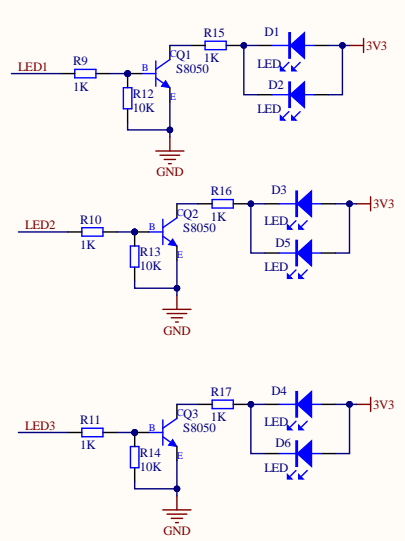 R15
D1
Q1
C
R9
1K
LED
3V3
LED1
B
S8050
1K
R12
E
D2
10K
LED
GND
R16
D3
CQ2
1K
3V3
R10
S8050
LED
LED2
B
D5
1K
R13
E
10K
LED
GND
R17
D4
CQ3
1K
3V3
R11
S8050
LED
LED3
B
D6
1K
R14
E
10K
LED
GND